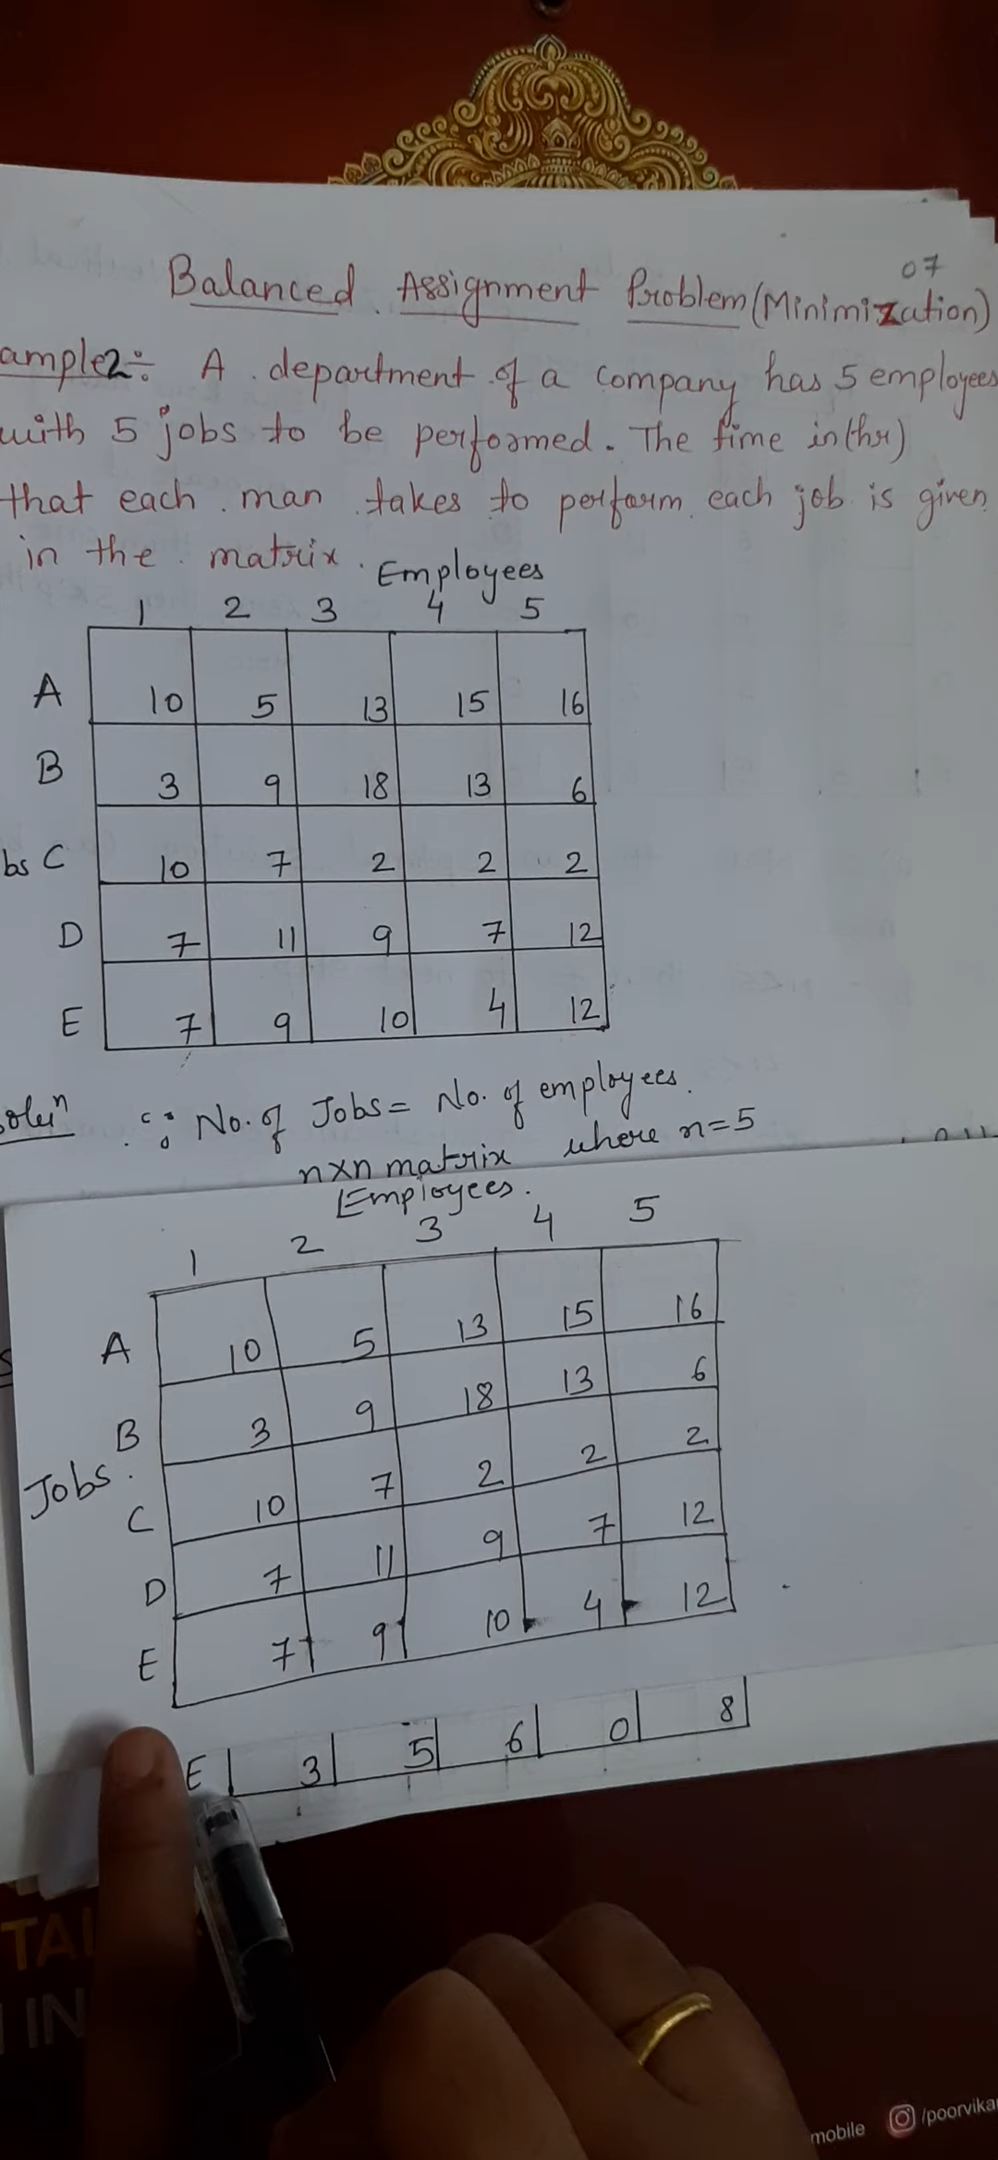 07
Balanced Assignment Problem (Minimization)
ample2÷ A department of a company has 5 employees
with 5 jobs to be performed. The time in (hr)
that each man takes to perform each job is given
in the matrix. Employees
1 2 3 4 5
A 10 5 13 15 16
B 3 9 18 13 6
bs C 10 7 2 2 2
D 7 11 9 7 12
E 7 9 10 4 12
No. of Jobs = No. of employees.
n×n matrix where n=5
Employees.
1 2 3 4 5
A 10 5 13 15 16
B 3 9 18 13 6
Jobs.
C 10 7 2 2 2
D 7 11 9 7 12
E 7 9 10 4 12
E 3 5 6 0 8
TAI
IN
mobile /poorvika